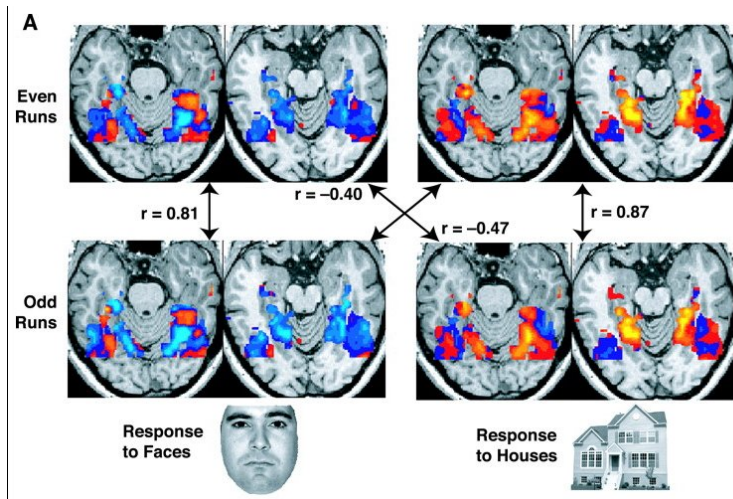 A
Even
Runs
r = 0.81
r = –0.40
r = –0.47
r = 0.87
Odd
Runs
Response
to Faces
Response
to Houses